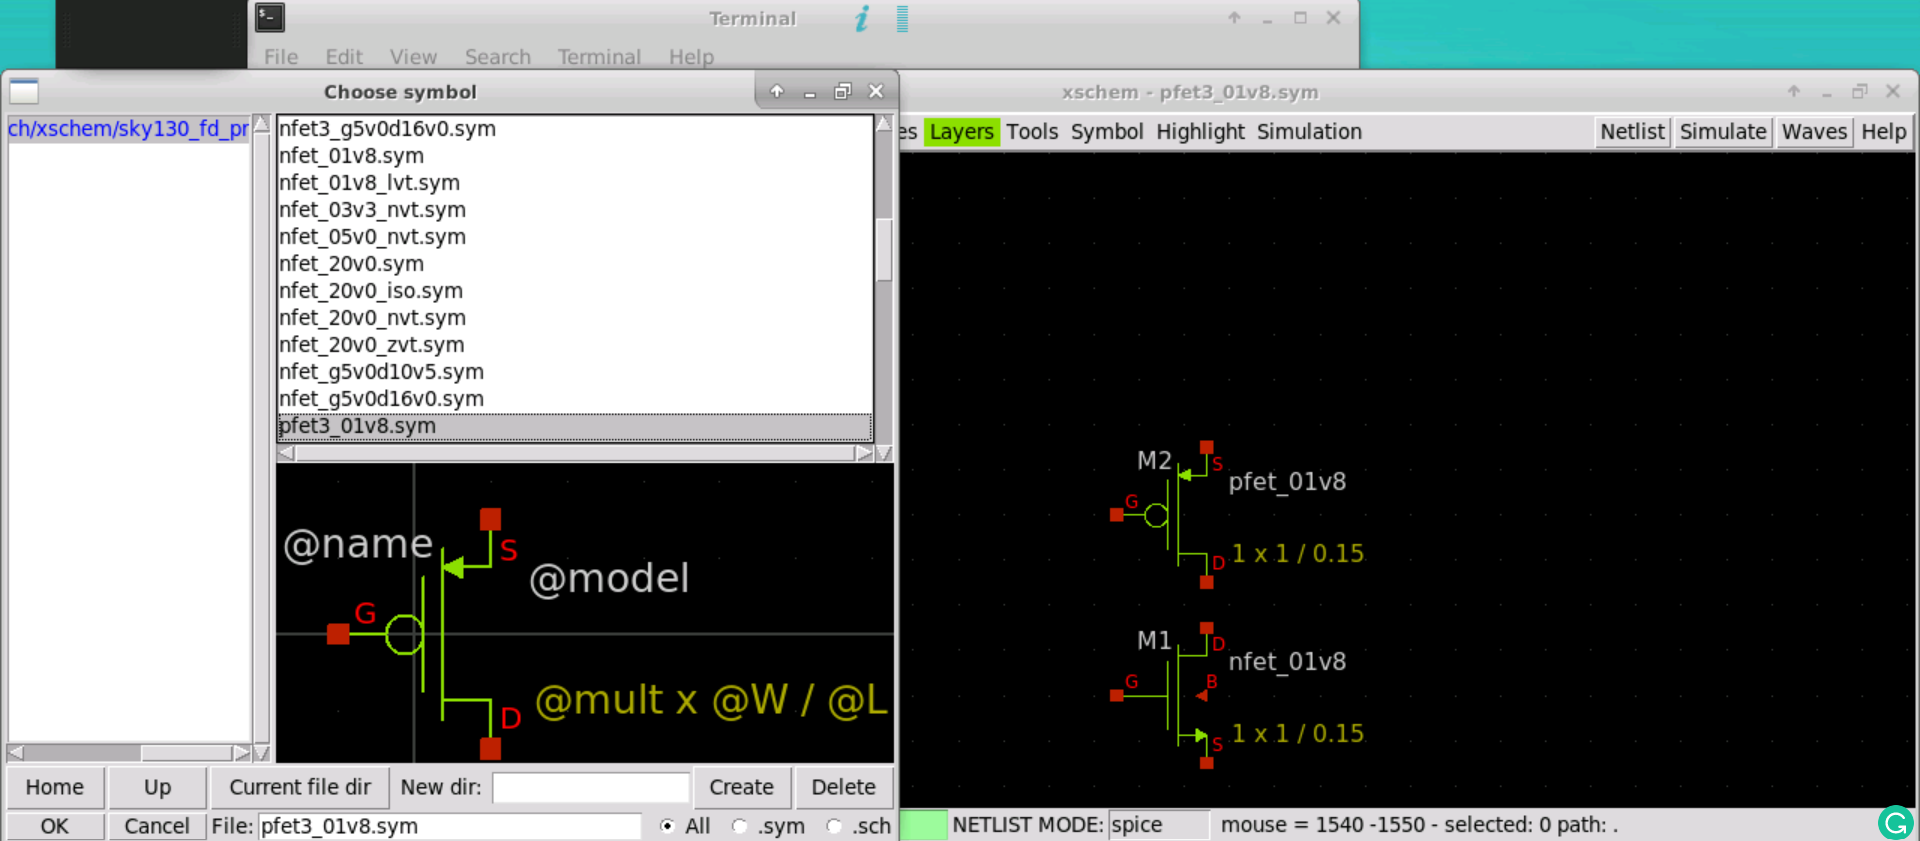 Terminal
File Edit View Search Terminal Help
Choose symbol
xschem - pfet3_01v8.sym
ch/xschem/sky130_fd_pr
es Layers Tools Symbol Highlight Simulation Netlist Simulate Waves Help
nfet3_g5v0d16v0.sym
nfet_01v8.sym
nfet_01v8_lvt.sym
nfet_03v3_nvt.sym
nfet_05v0_nvt.sym
nfet_20v0.sym
nfet_20v0_iso.sym
nfet_20v0_nvt.sym
nfet_20v0_zvt.sym
nfet_g5v0d10v5.sym
nfet_g5v0d16v0.sym
pfet3_01v8.sym
@name
S
@model
G
@mult x @W / @L
D
M2
S
pfet_01v8
G
D
1 x 1 / 0.15
M1
D
nfet_01v8
G
B
S
1 x 1 / 0.15
Home Up Current file dir New dir: Create Delete
OK Cancel File: pfet3_01v8.sym All .sym .sch
NETLIST MODE: spice mouse = 1540 -1550 - selected: 0 path: .